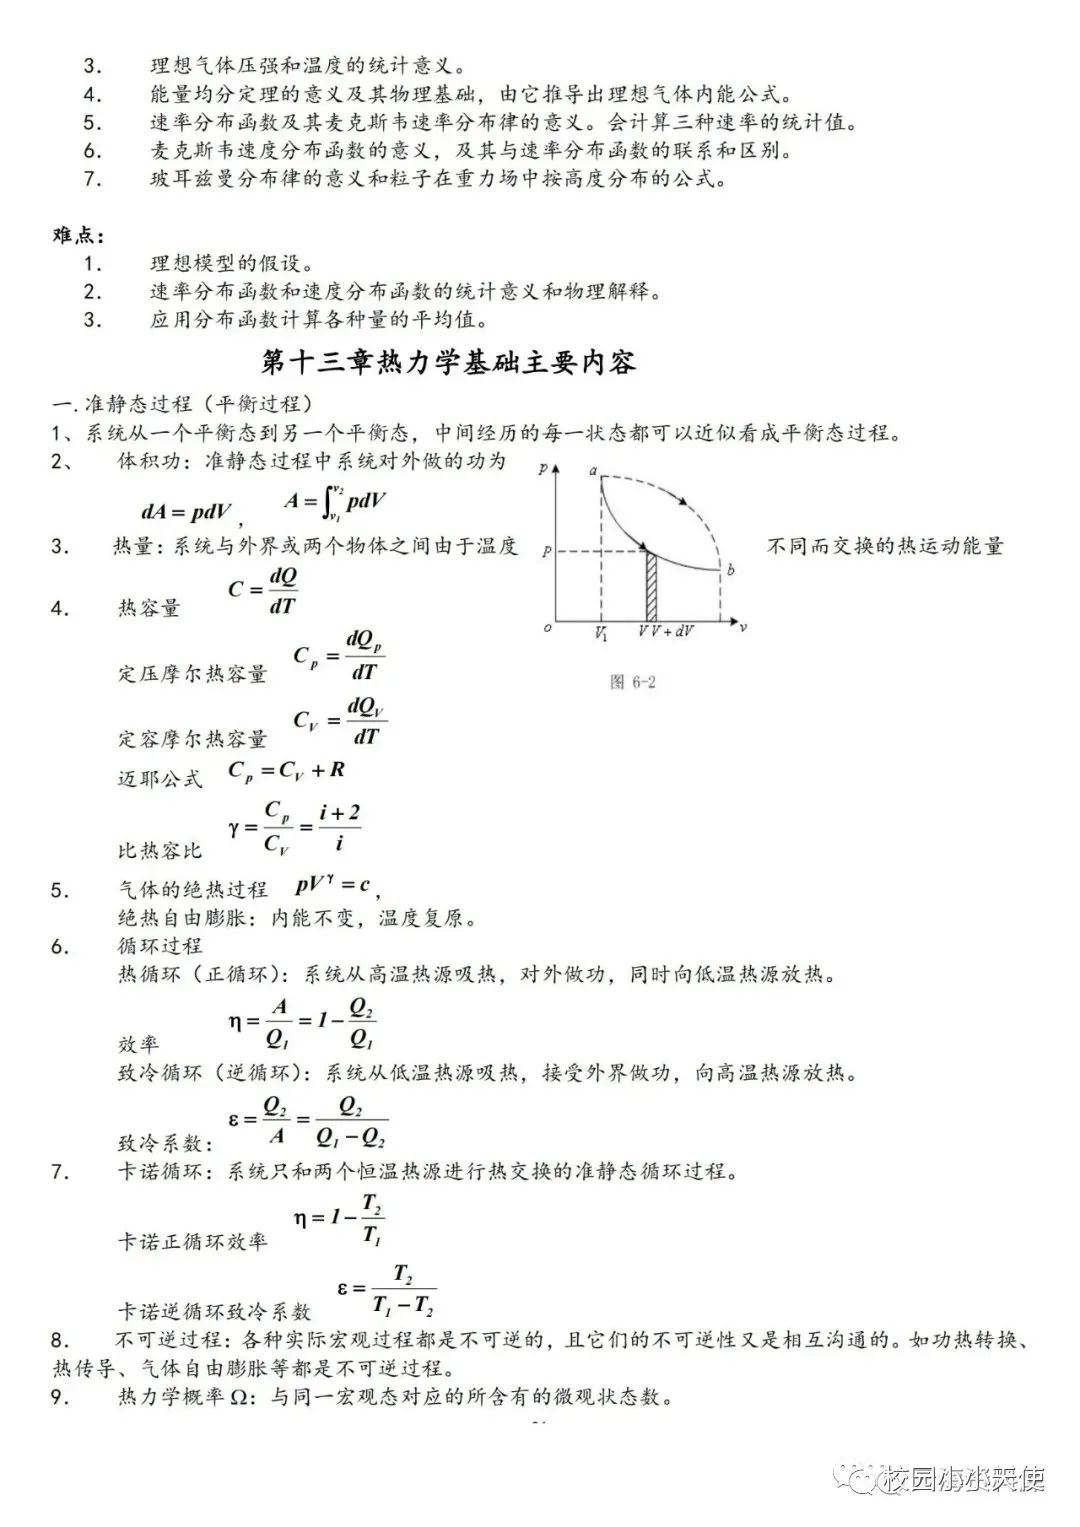 3. 理想气体压强和温度的统计意义。
4. 能量均分定理的意义及其物理基础，由它推导出理想气体内能公式。
5. 速率分布函数及其麦克斯韦速率分布律的意义。会计算三种速率的统计值。
6. 麦克斯韦速度分布函数的意义，及其与速率分布函数的联系和区别。
7. 玻耳兹曼分布律的意义和粒子在重力场中按高度分布的公式。
难点：
1. 理想模型的假设。
2. 速率分布函数和速度分布函数的统计意义和物理解释。
3. 应用分布函数计算各种量的平均值。
第十三章热力学基础主要内容
一.准静态过程（平衡过程）
1、系统从一个平衡态到另一个平衡态，中间经历的每一状态都可以近似看成平衡态过程。
2、 体积功：准静态过程中系统对外做的功为
dA = pdV ， A = ∫_{v₁}^{v₂} pdV
3. 热量：系统与外界或两个物体之间由于温度 不同而交换的热运动能量
p a
P b
o V₁ V V + dV v
图 6-2
4. 热容量 C = dQ/dT
定压摩尔热容量 C_p = dQ_p/dT
定容摩尔热容量 C_V = dQ_V/dT
迈耶公式 C_p = C_V + R
比热容比 γ = C_p/C_V = (i+2)/i
5. 气体的绝热过程 pV^γ = c ，
绝热自由膨胀：内能不变，温度复原。
6. 循环过程
热循环（正循环）：系统从高温热源吸热，对外做功，同时向低温热源放热。
效率 η = A/Q₁ = 1 − Q₂/Q₁
致冷循环（逆循环）：系统从低温热源吸热，接受外界做功，向高温热源放热。
致冷系数： ε = Q₂/A = Q₂/(Q₁ − Q₂)
7. 卡诺循环：系统只和两个恒温热源进行热交换的准静态循环过程。
卡诺正循环效率 η = 1 − T₂/T₁
卡诺逆循环致冷系数 ε = T₂/(T₁ − T₂)
8. 不可逆过程：各种实际宏观过程都是不可逆的，且它们的不可逆性又是相互沟通的。如功热转换、
热传导、气体自由膨胀等都是不可逆过程。
9. 热力学概率 Ω：与同一宏观态对应的所含有的微观状态数。
校园小小天使